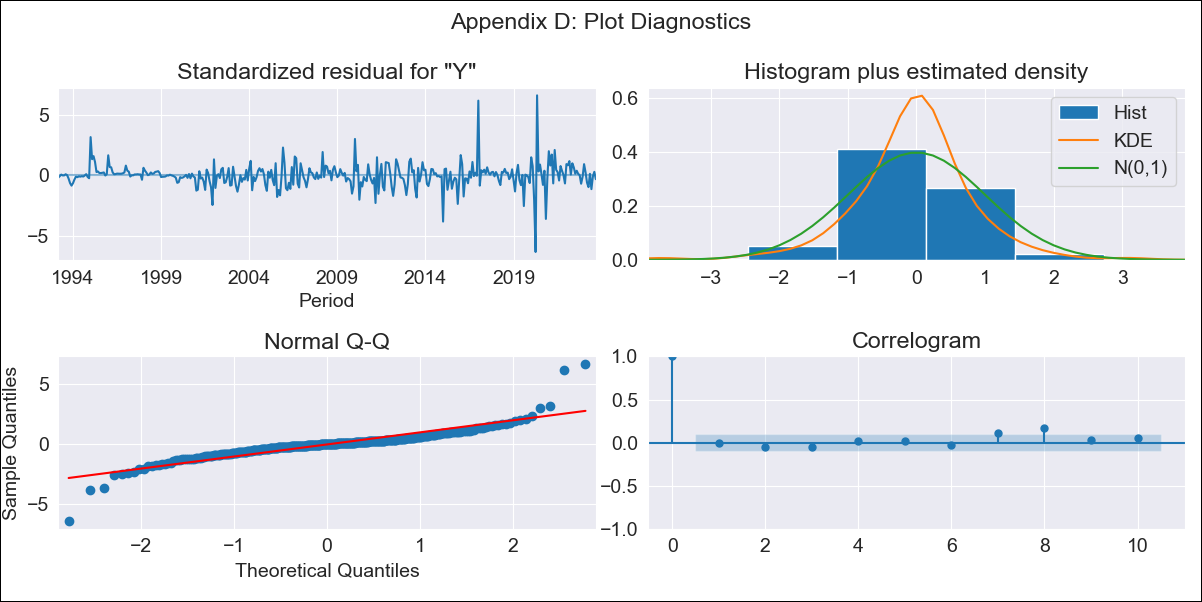 Appendix D: Plot Diagnostics
Standardized residual for "Y"
5
0
−5
1994 1999 2004 2009 2014 2019
Period
Histogram plus estimated density
0.6
0.4
0.2
0.0
Hist
KDE
N(0,1)
−3 −2 −1 0 1 2 3
Normal Q-Q
Sample Quantiles
5
0
−5
−2 −1 0 1 2
Theoretical Quantiles
Correlogram
1.0
0.5
0.0
−0.5
−1.0
0 2 4 6 8 10